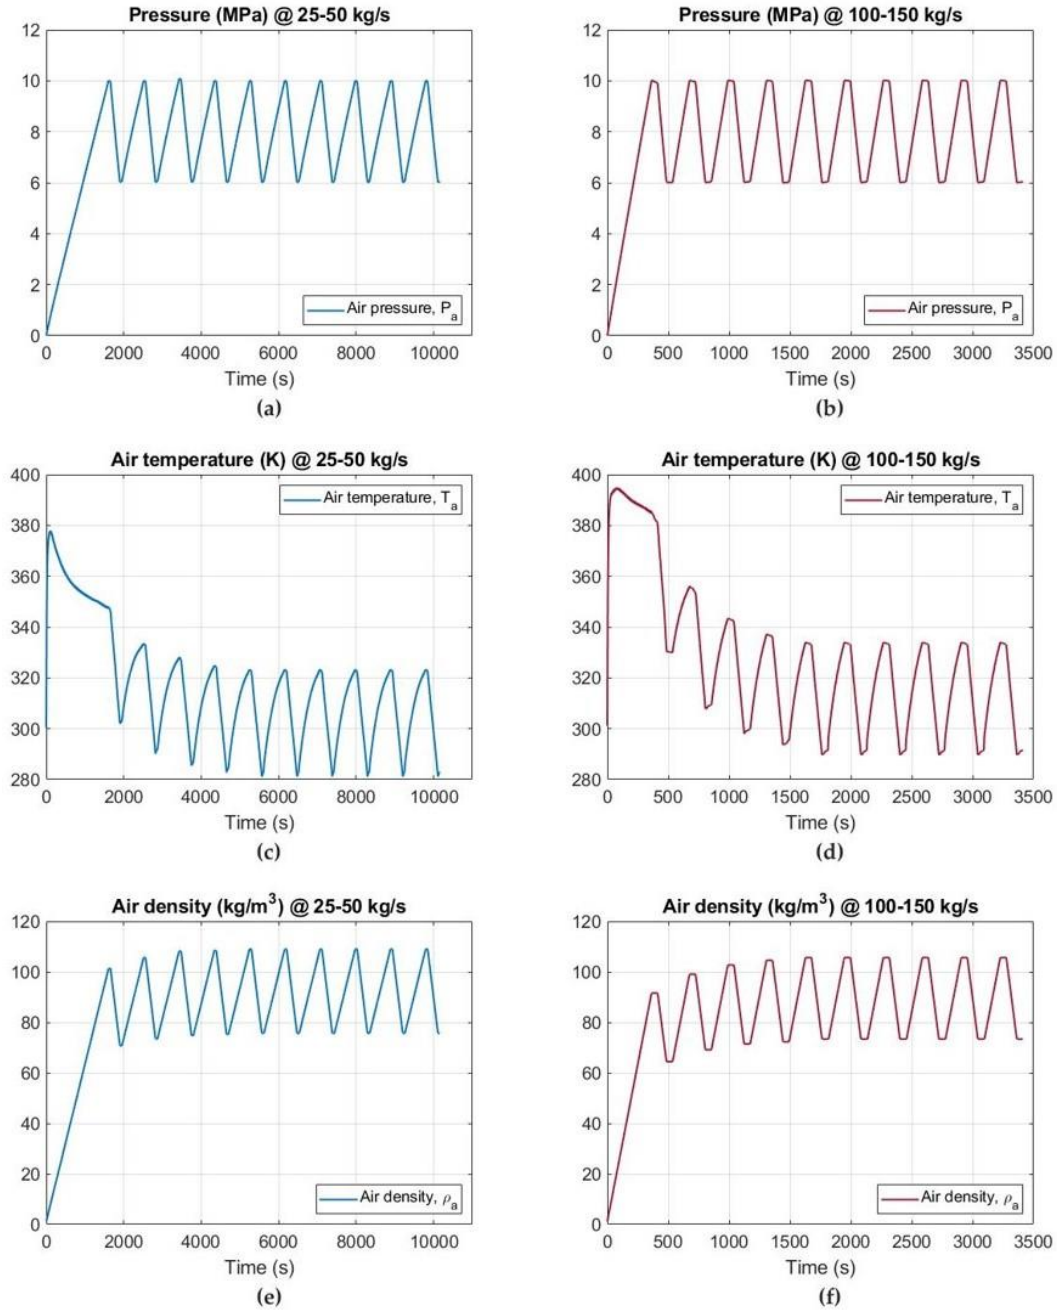 Pressure (MPa) @ 25-50 kg/s
12
10
8
6
4
2
0
Air pressure, Pₐ
0 2000 4000 6000 8000 10000
Time (s)
(a)
Pressure (MPa) @ 100-150 kg/s
12
10
8
6
4
2
0
Air pressure, Pₐ
0 500 1000 1500 2000 2500 3000 3500
Time (s)
(b)
Air temperature (K) @ 25-50 kg/s
400
380
360
340
320
300
280
Air temperature, Tₐ
0 2000 4000 6000 8000 10000
Time (s)
(c)
Air temperature (K) @ 100-150 kg/s
400
380
360
340
320
300
280
Air temperature, Tₐ
0 500 1000 1500 2000 2500 3000 3500
Time (s)
(d)
Air density (kg/m³) @ 25-50 kg/s
120
100
80
60
40
20
0
Air density, ρₐ
0 2000 4000 6000 8000 10000
Time (s)
(e)
Air density (kg/m³) @ 100-150 kg/s
120
100
80
60
40
20
0
Air density, ρₐ
0 500 1000 1500 2000 2500 3000 3500
Time (s)
(f)